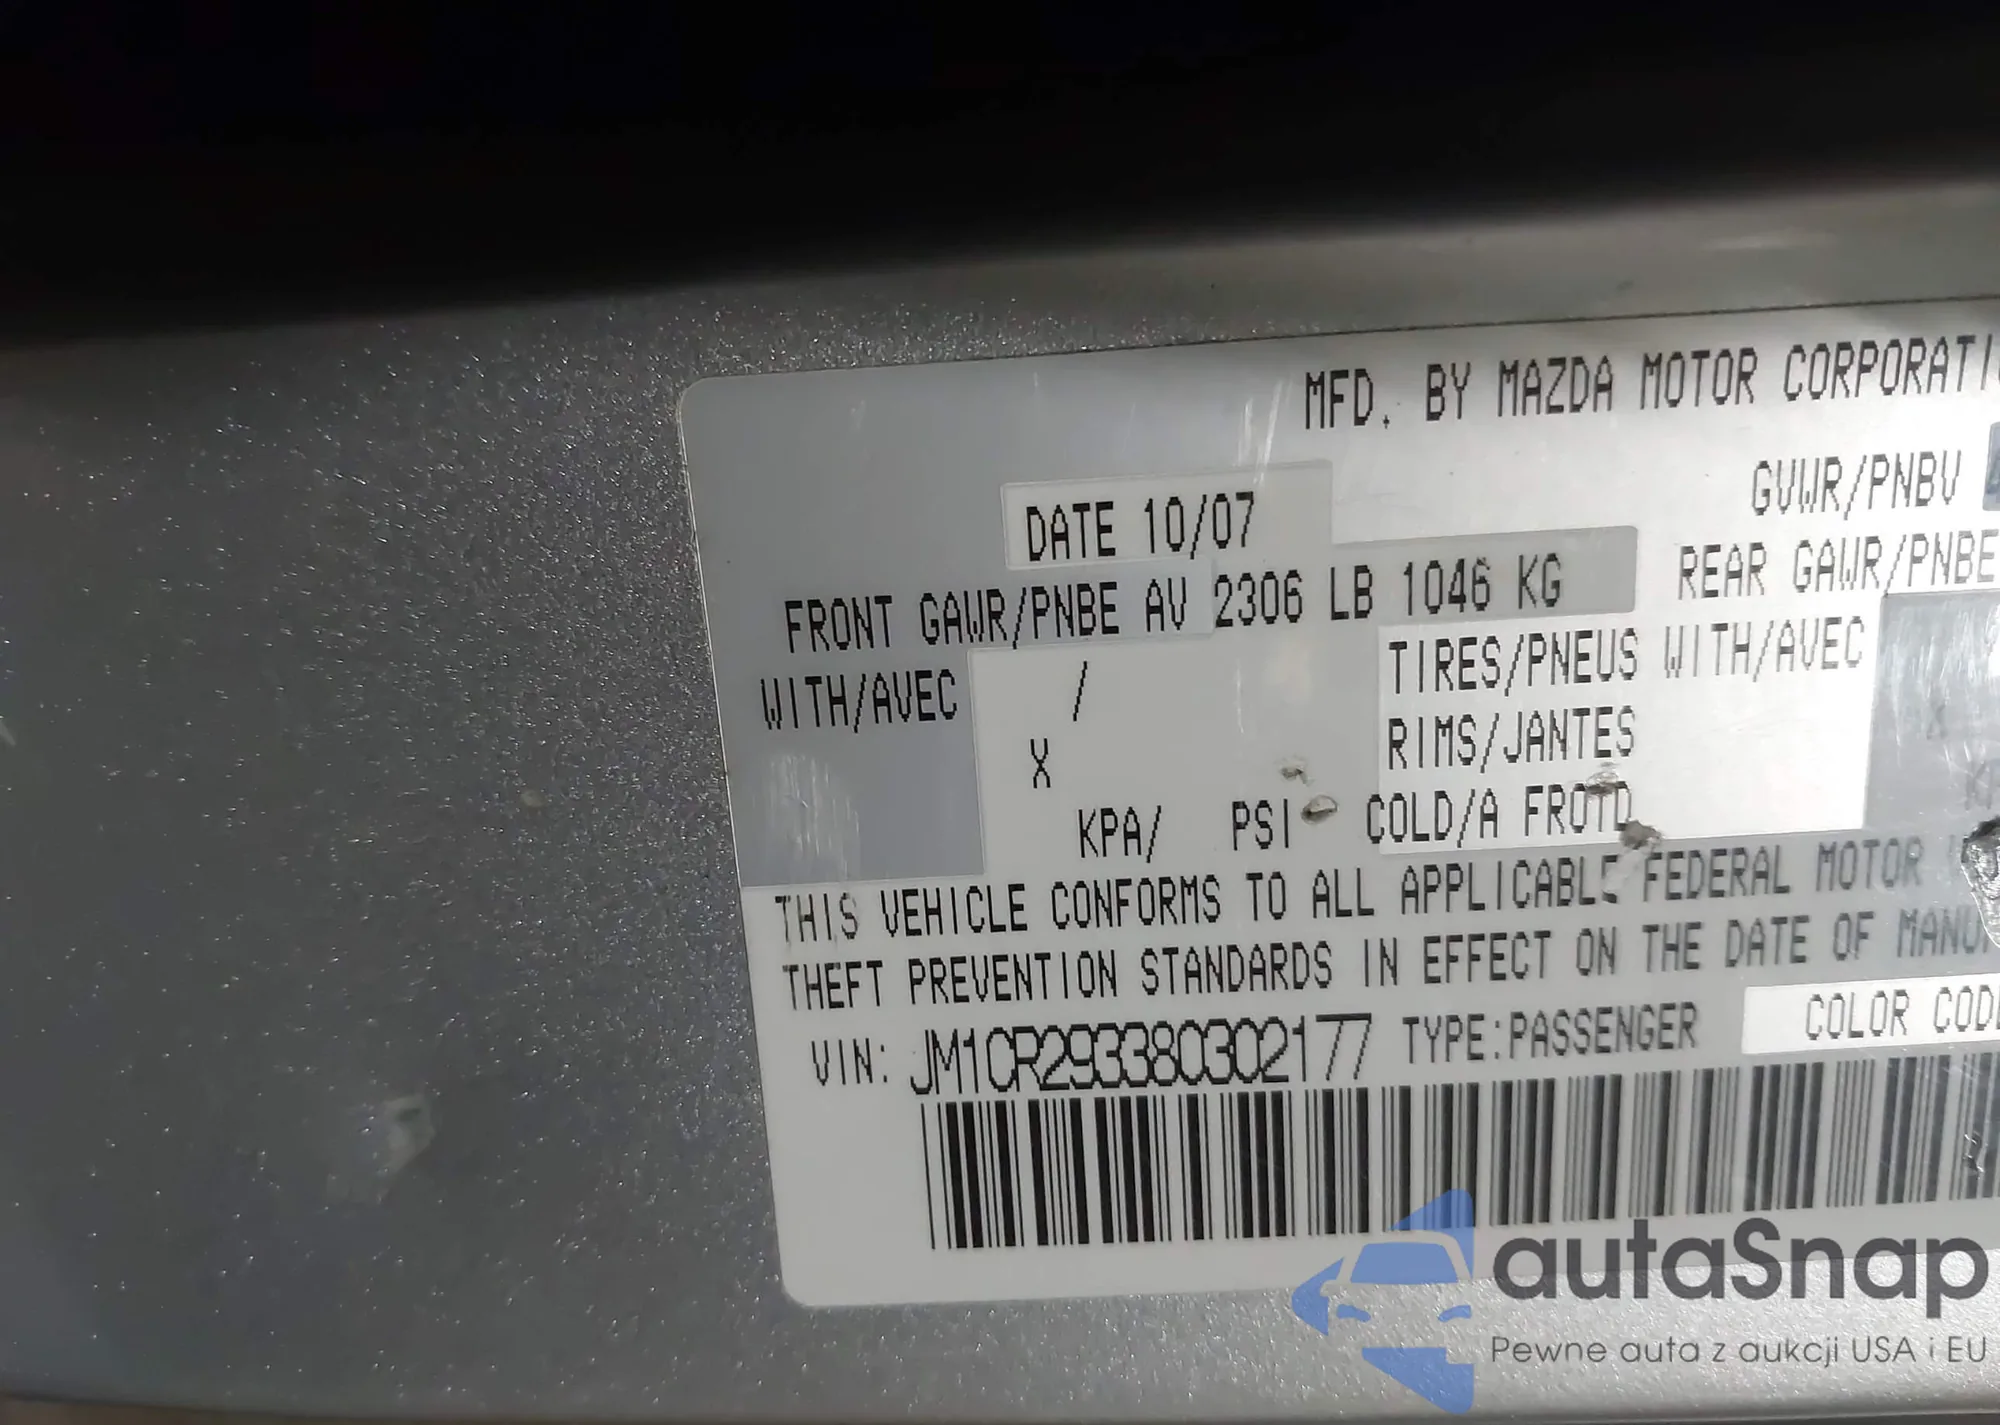 MFD. BY MAZDA MOTOR CORPORATI
DATE 10/07
GVWR/PNBV
FRONT GAWR/PNBE AV 2306 LB 1046 KG
REAR GAWR/PNBE
WITH/AVEC /
TIRES/PNEUS WITH/AVEC
X
RIMS/JANTES
KPA/ PSI COLD/A FROID
THIS VEHICLE CONFORMS TO ALL APPLICABLE FEDERAL MOTOR
THEFT PREVENTION STANDARDS IN EFFECT ON THE DATE OF MANU
VIN: JM1CR293380302177 TYPE:PASSENGER COLOR CODE
autaSnap
Pewne auta z aukcji USA i EU